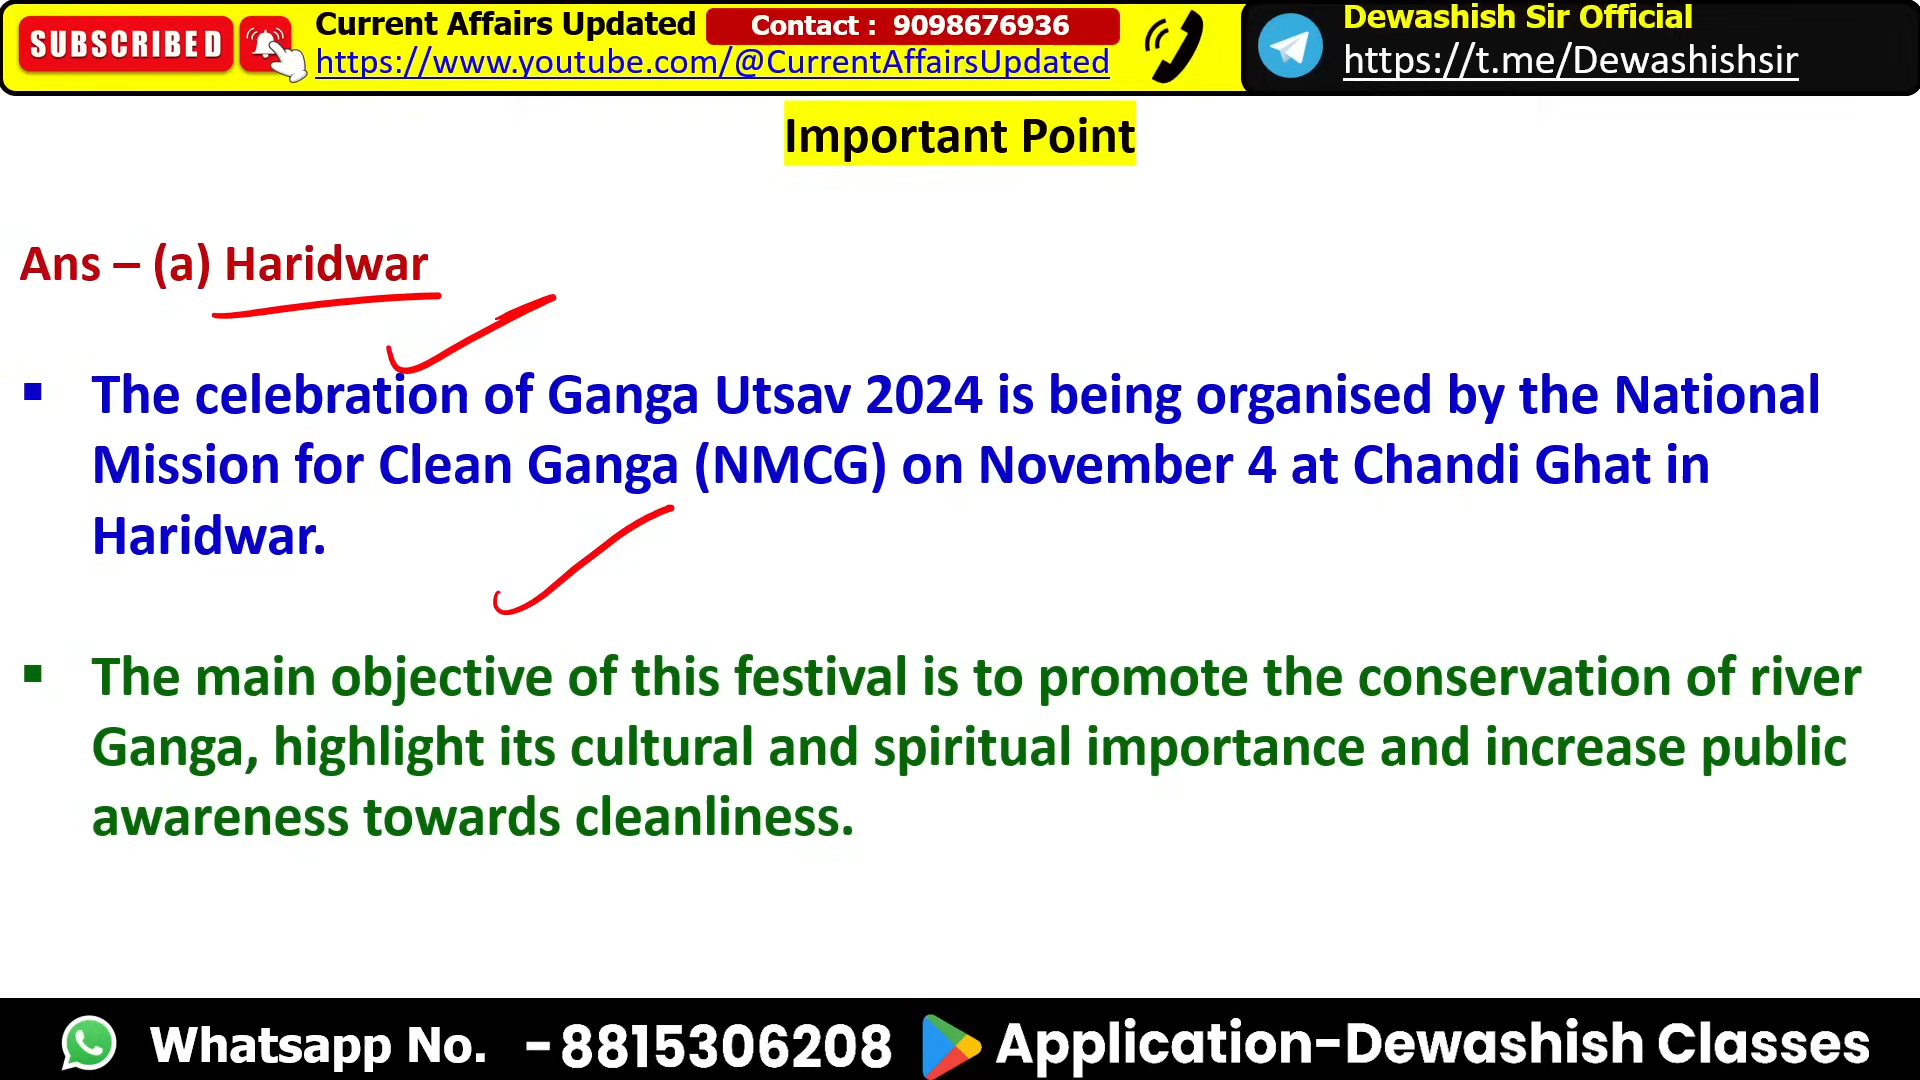 SUBSCRIBED
Current Affairs Updated
Contact : 9098676936
https://www.youtube.com/@CurrentAffairsUpdated
Dewashish Sir Official
https://t.me/Dewashishsir
Important Point
Ans – (a) Haridwar
▪ The celebration of Ganga Utsav 2024 is being organised by the National
Mission for Clean Ganga (NMCG) on November 4 at Chandi Ghat in
Haridwar.
▪ The main objective of this festival is to promote the conservation of river
Ganga, highlight its cultural and spiritual importance and increase public
awareness towards cleanliness.
Whatsapp No. -8815306208
Application-Dewashish Classes